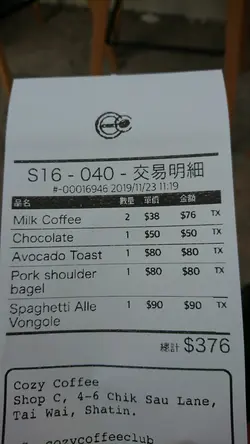 S16 - 040 - 交易明細
#-00016946 2019/11/23 11:19
品名 數量 單價 金額
Milk Coffee 2 $38 $76 TX
Chocolate 1 $50 $50 TX
Avocado Toast 1 $80 $80 TX
Pork shoulder 1 $80 $80 TX
bagel
Spaghetti Alle 1 $90 $90 TX
Vongole
總計 $376
Cozy Coffee
Shop C, 4-6 Chik Sau Lane,
Tai Wai, Shatin.
cozycoffeeclub